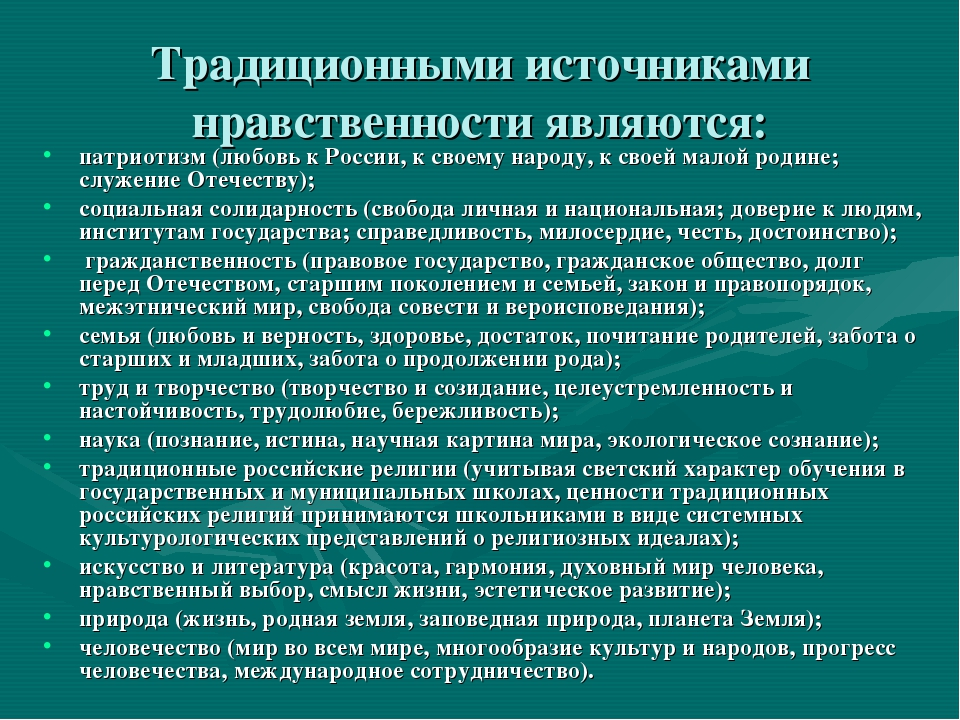 Традиционными источниками
нравственности являются:
• патриотизм (любовь к России, к своему народу, к своей малой родине;
служение Отечеству);
• социальная солидарность (свобода личная и национальная; доверие к людям,
институтам государства; справедливость, милосердие, честь, достоинство);
• гражданственность (правовое государство, гражданское общество, долг
перед Отечеством, старшим поколением и семьей, закон и правопорядок,
межэтнический мир, свобода совести и вероисповедания);
• семья (любовь и верность, здоровье, достаток, почитание родителей, забота о
старших и младших, забота о продолжении рода);
• труд и творчество (творчество и созидание, целеустремленность и
настойчивость, трудолюбие, бережливость);
• наука (познание, истина, научная картина мира, экологическое сознание);
• традиционные российские религии (учитывая светский характер обучения в
государственных и муниципальных школах, ценности традиционных
российских религий принимаются школьниками в виде системных
культурологических представлений о религиозных идеалах);
• искусство и литература (красота, гармония, духовный мир человека,
нравственный выбор, смысл жизни, эстетическое развитие);
• природа (жизнь, родная земля, заповедная природа, планета Земля);
• человечество (мир во всем мире, многообразие культур и народов, прогресс
человечества, международное сотрудничество).